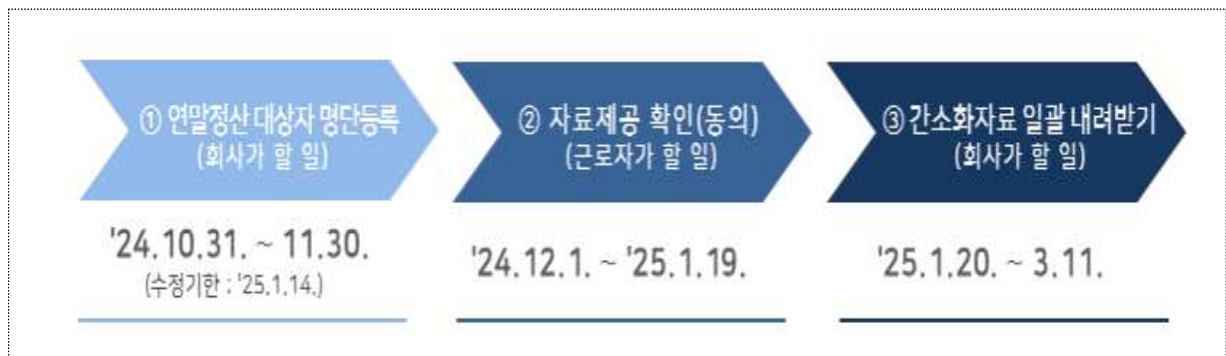 ① 연말정산 대상자 명단등록
(회사가 할 일)
'24.10.31. ~ 11.30.
(수정기한 : '25.1.14.)
② 자료제공 확인(동의)
(근로자가 할 일)
'24.12.1. ~ '25.1.19.
③ 간소화자료 일괄 내려받기
(회사가 할 일)
'25.1.20. ~ 3.11.